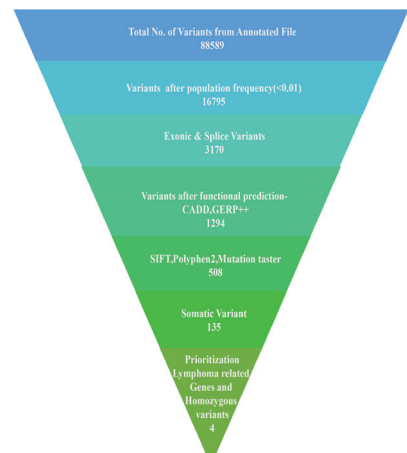 Total No. of Variants from Annotated File
88589
Variants after population frequency(<0.01)
16795
Exonic & Splice Variants
3170
Variants after functional prediction-
CADD,GERP++
1294
SIFT,Polyphen2,Mutation taster
508
Somatic Variant
135
Prioritization
Lymphoma related
Genes and
Homozygous
variants
4